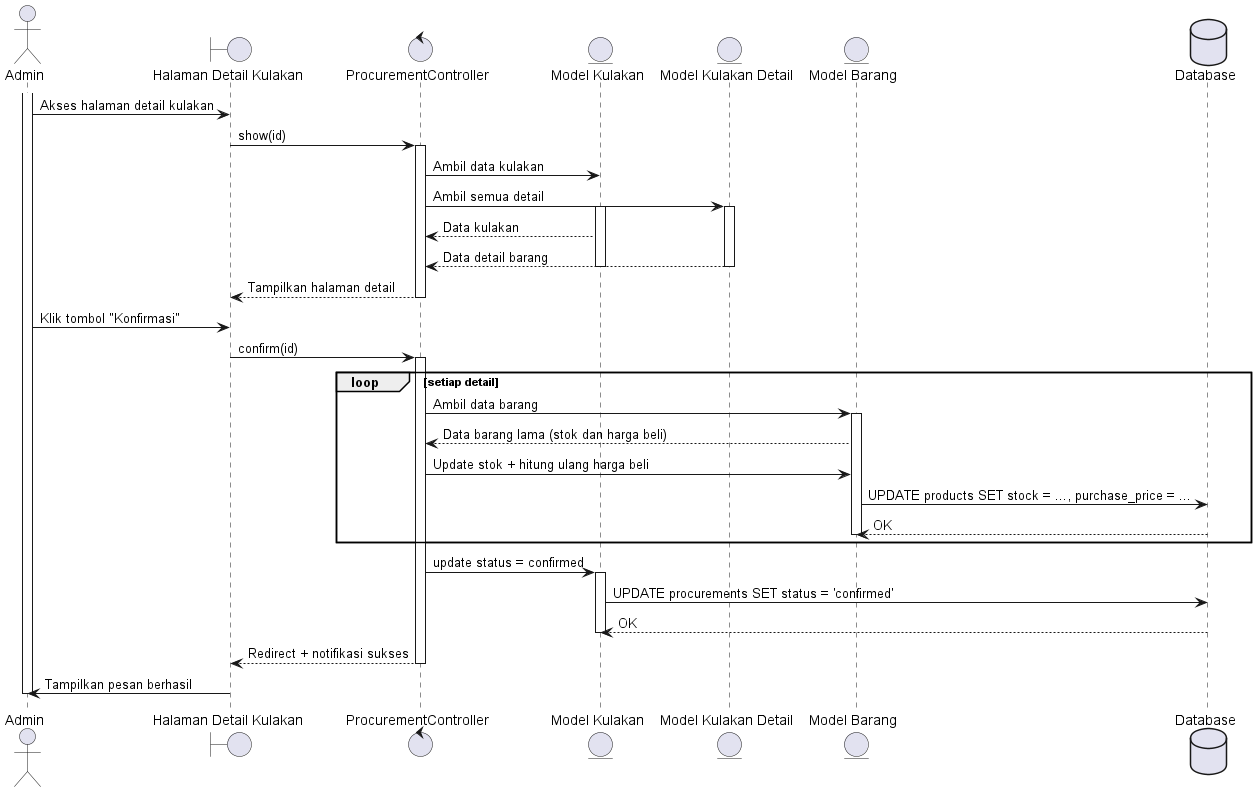 Admin
Halaman Detail Kulakan
ProcurementController
Model Kulakan
Model Kulakan Detail
Model Barang
Database
Akses halaman detail kulakan
show(id)
Ambil data kulakan
Ambil semua detail
Data kulakan
Data detail barang
Tampilkan halaman detail
Klik tombol "Konfirmasi"
confirm(id)
loop
[setiap detail]
Ambil data barang
Data barang lama (stok dan harga beli)
Update stok + hitung ulang harga beli
UPDATE products SET stock = ..., purchase_price = ...
OK
update status = confirmed
UPDATE procurements SET status = 'confirmed'
OK
Redirect + notifikasi sukses
Tampilkan pesan berhasil
Admin
Halaman Detail Kulakan
ProcurementController
Model Kulakan
Model Kulakan Detail
Model Barang
Database